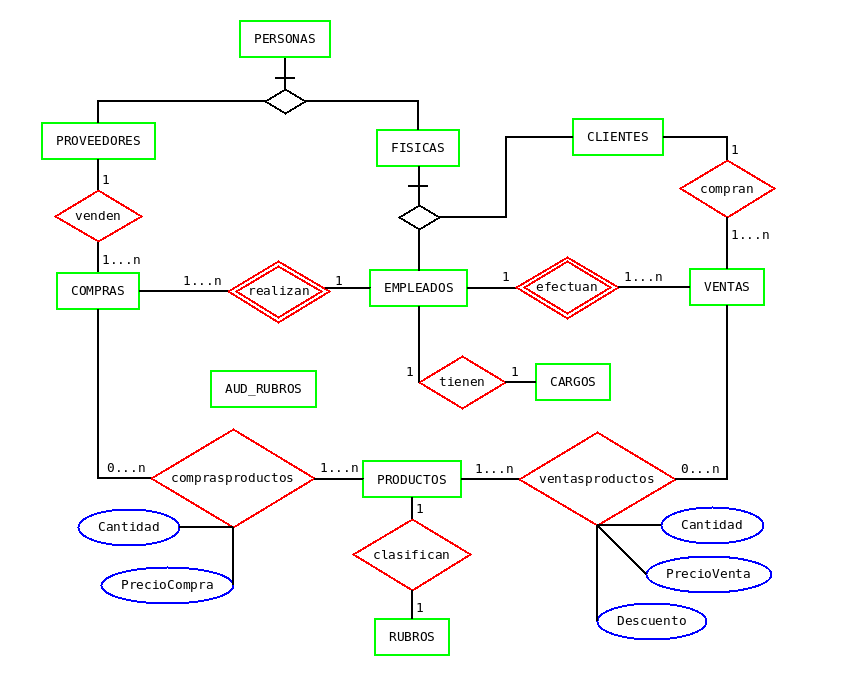 PERSONAS
PROVEEDORES
FISICAS
CLIENTES
1
1
venden
compran
1...n
1...n
COMPRAS
1...n
realizan
1
EMPLEADOS
1
efectuan
1...n
VENTAS
1
tienen
1
CARGOS
AUD_RUBROS
0...n
comprasproductos
1...n
PRODUCTOS
1...n
ventasproductos
0...n
1
Cantidad
Cantidad
clasifican
PrecioCompra
PrecioVenta
1
Descuento
RUBROS